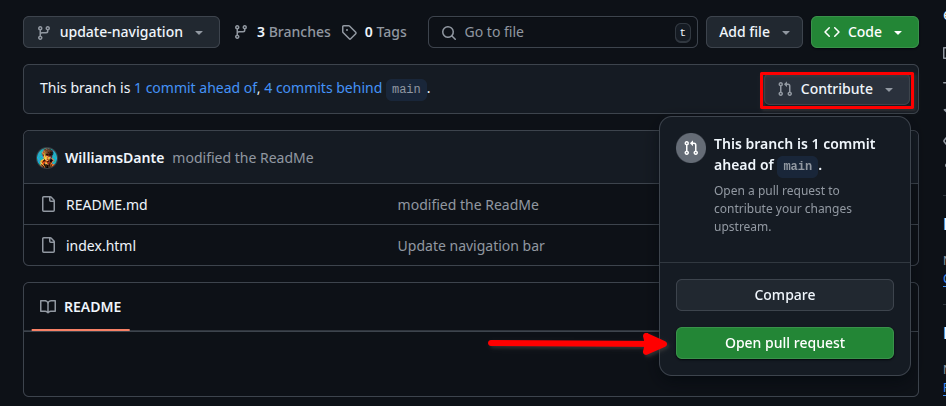 update-navigation 3 Branches 0 Tags Go to file t Add file <> Code
This branch is 1 commit ahead of, 4 commits behind main .
Contribute
This branch is 1 commit
ahead of main .
Open a pull request to
contribute your changes
upstream.
Compare
Open pull request
WilliamsDante modified the ReadMe
README.md modified the ReadMe
index.html Update navigation bar
README